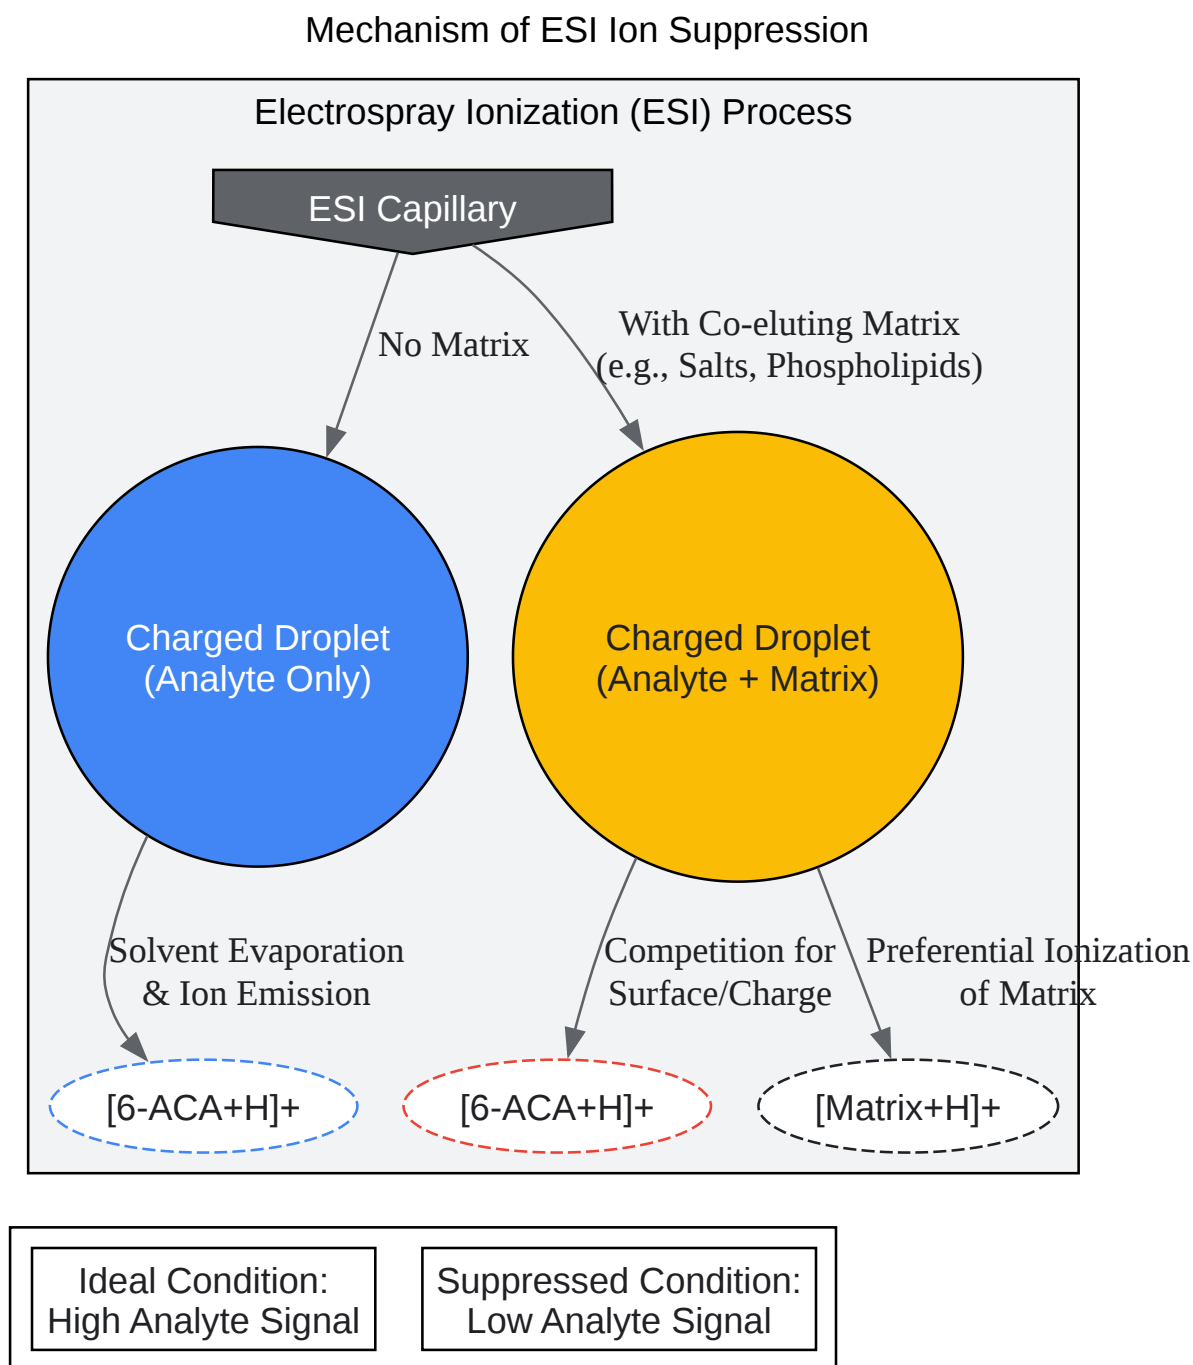 Mechanism of ESI Ion Suppression
Electrospray Ionization (ESI) Process
ESI Capillary
No Matrix
With Co-eluting Matrix
(e.g., Salts, Phospholipids)
Charged Droplet
(Analyte Only)
Charged Droplet
(Analyte + Matrix)
Solvent Evaporation
& Ion Emission
Competition for
Surface/Charge
Preferential Ionization
of Matrix
[6-ACA+H]+
[6-ACA+H]+
[Matrix+H]+
Ideal Condition:
High Analyte Signal
Suppressed Condition:
Low Analyte Signal